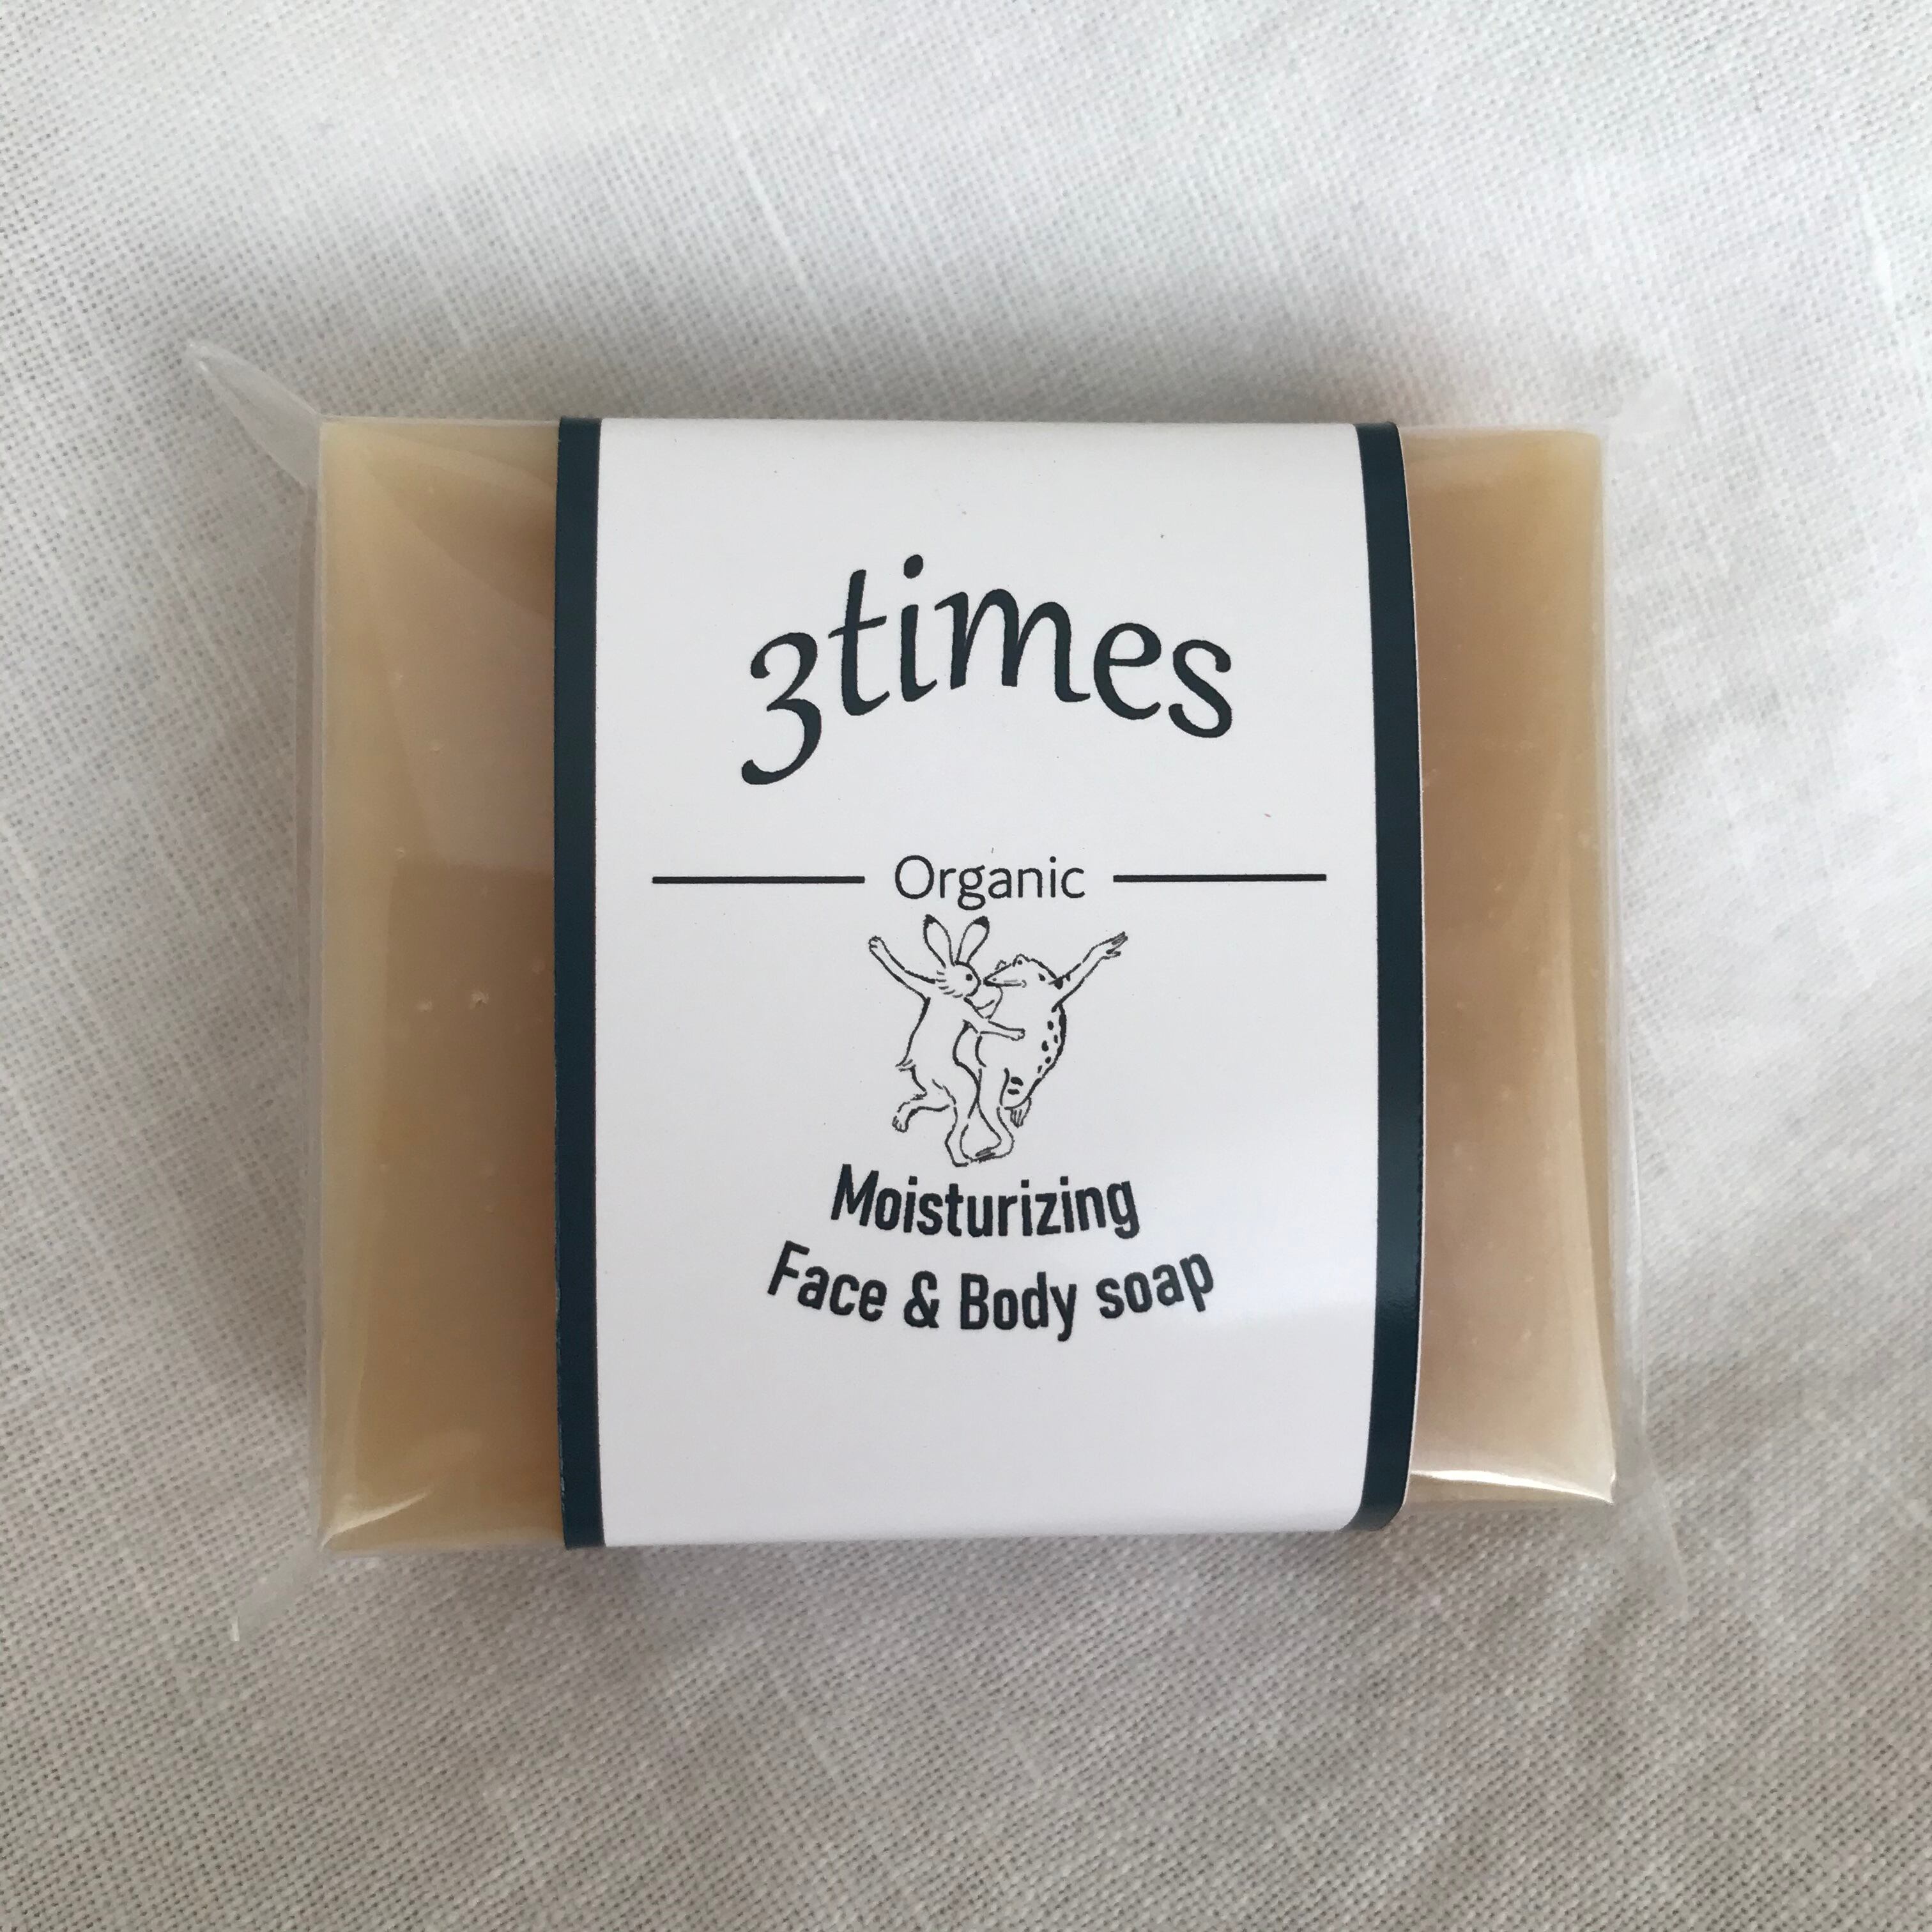 3times
Organic
Moisturizing
Face & Body soap